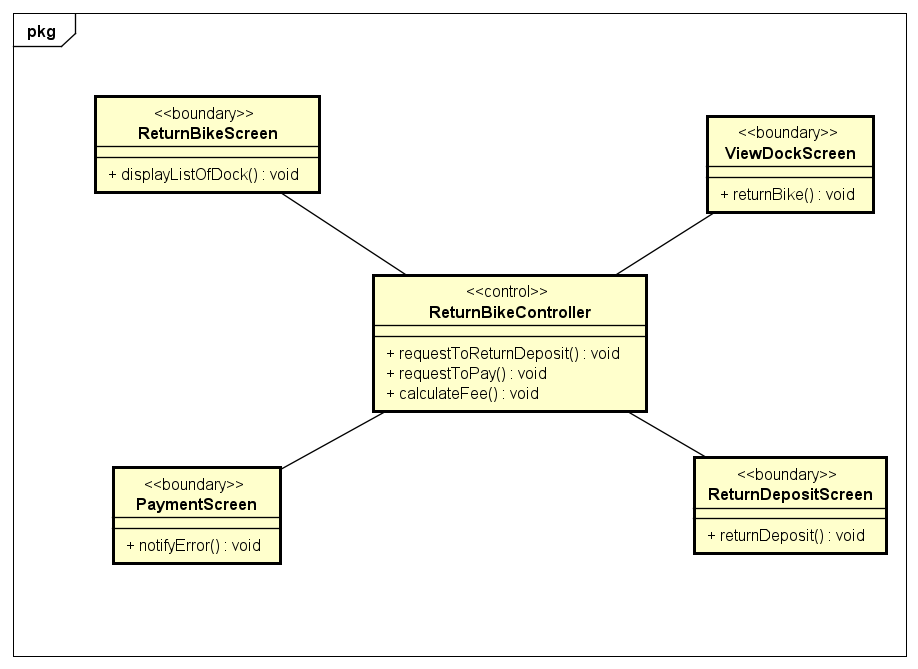 pkg
<<boundary>>
ReturnBikeScreen
+ displayListOfDock() : void
<<boundary>>
ViewDockScreen
+ returnBike() : void
<<control>>
ReturnBikeController
+ requestToReturnDeposit() : void
+ requestToPay() : void
+ calculateFee() : void
<<boundary>>
PaymentScreen
+ notifyError() : void
<<boundary>>
ReturnDepositScreen
+ returnDeposit() : void